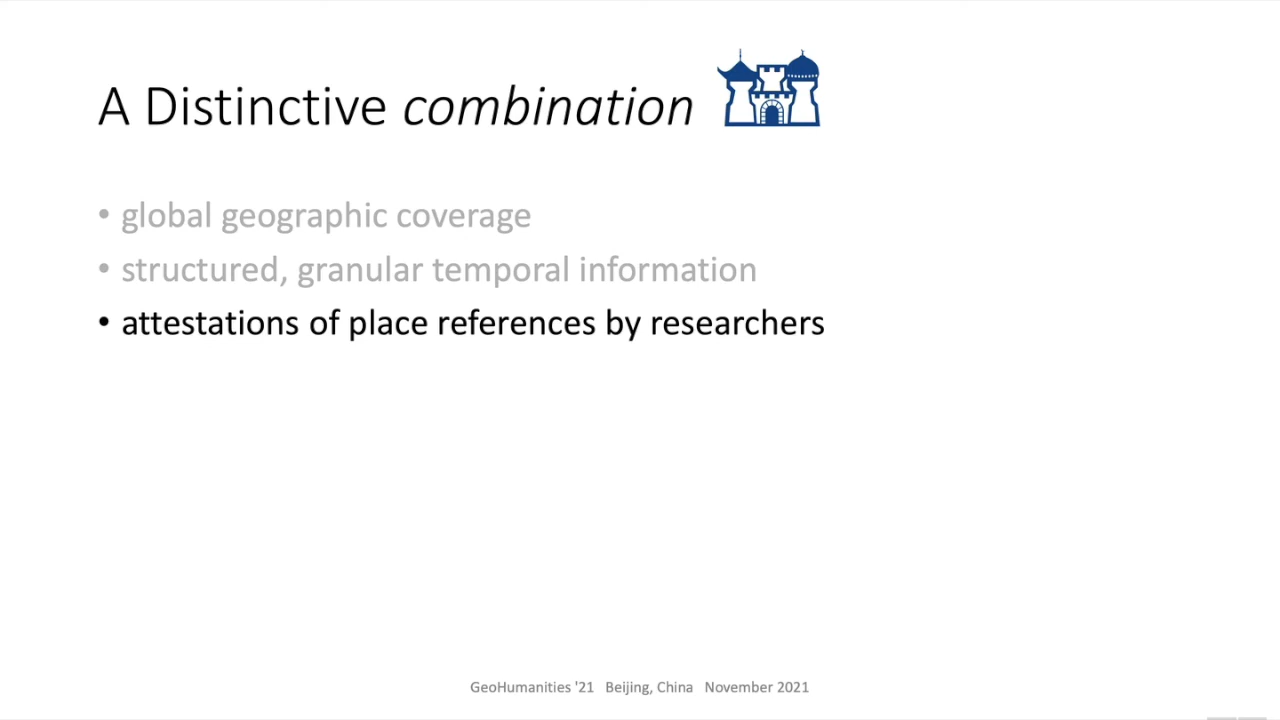 A Distinctive combination
• global geographic coverage
• structured, granular temporal information
• attestations of place references by researchers
GeoHumanities '21 Beijing, China November 2021